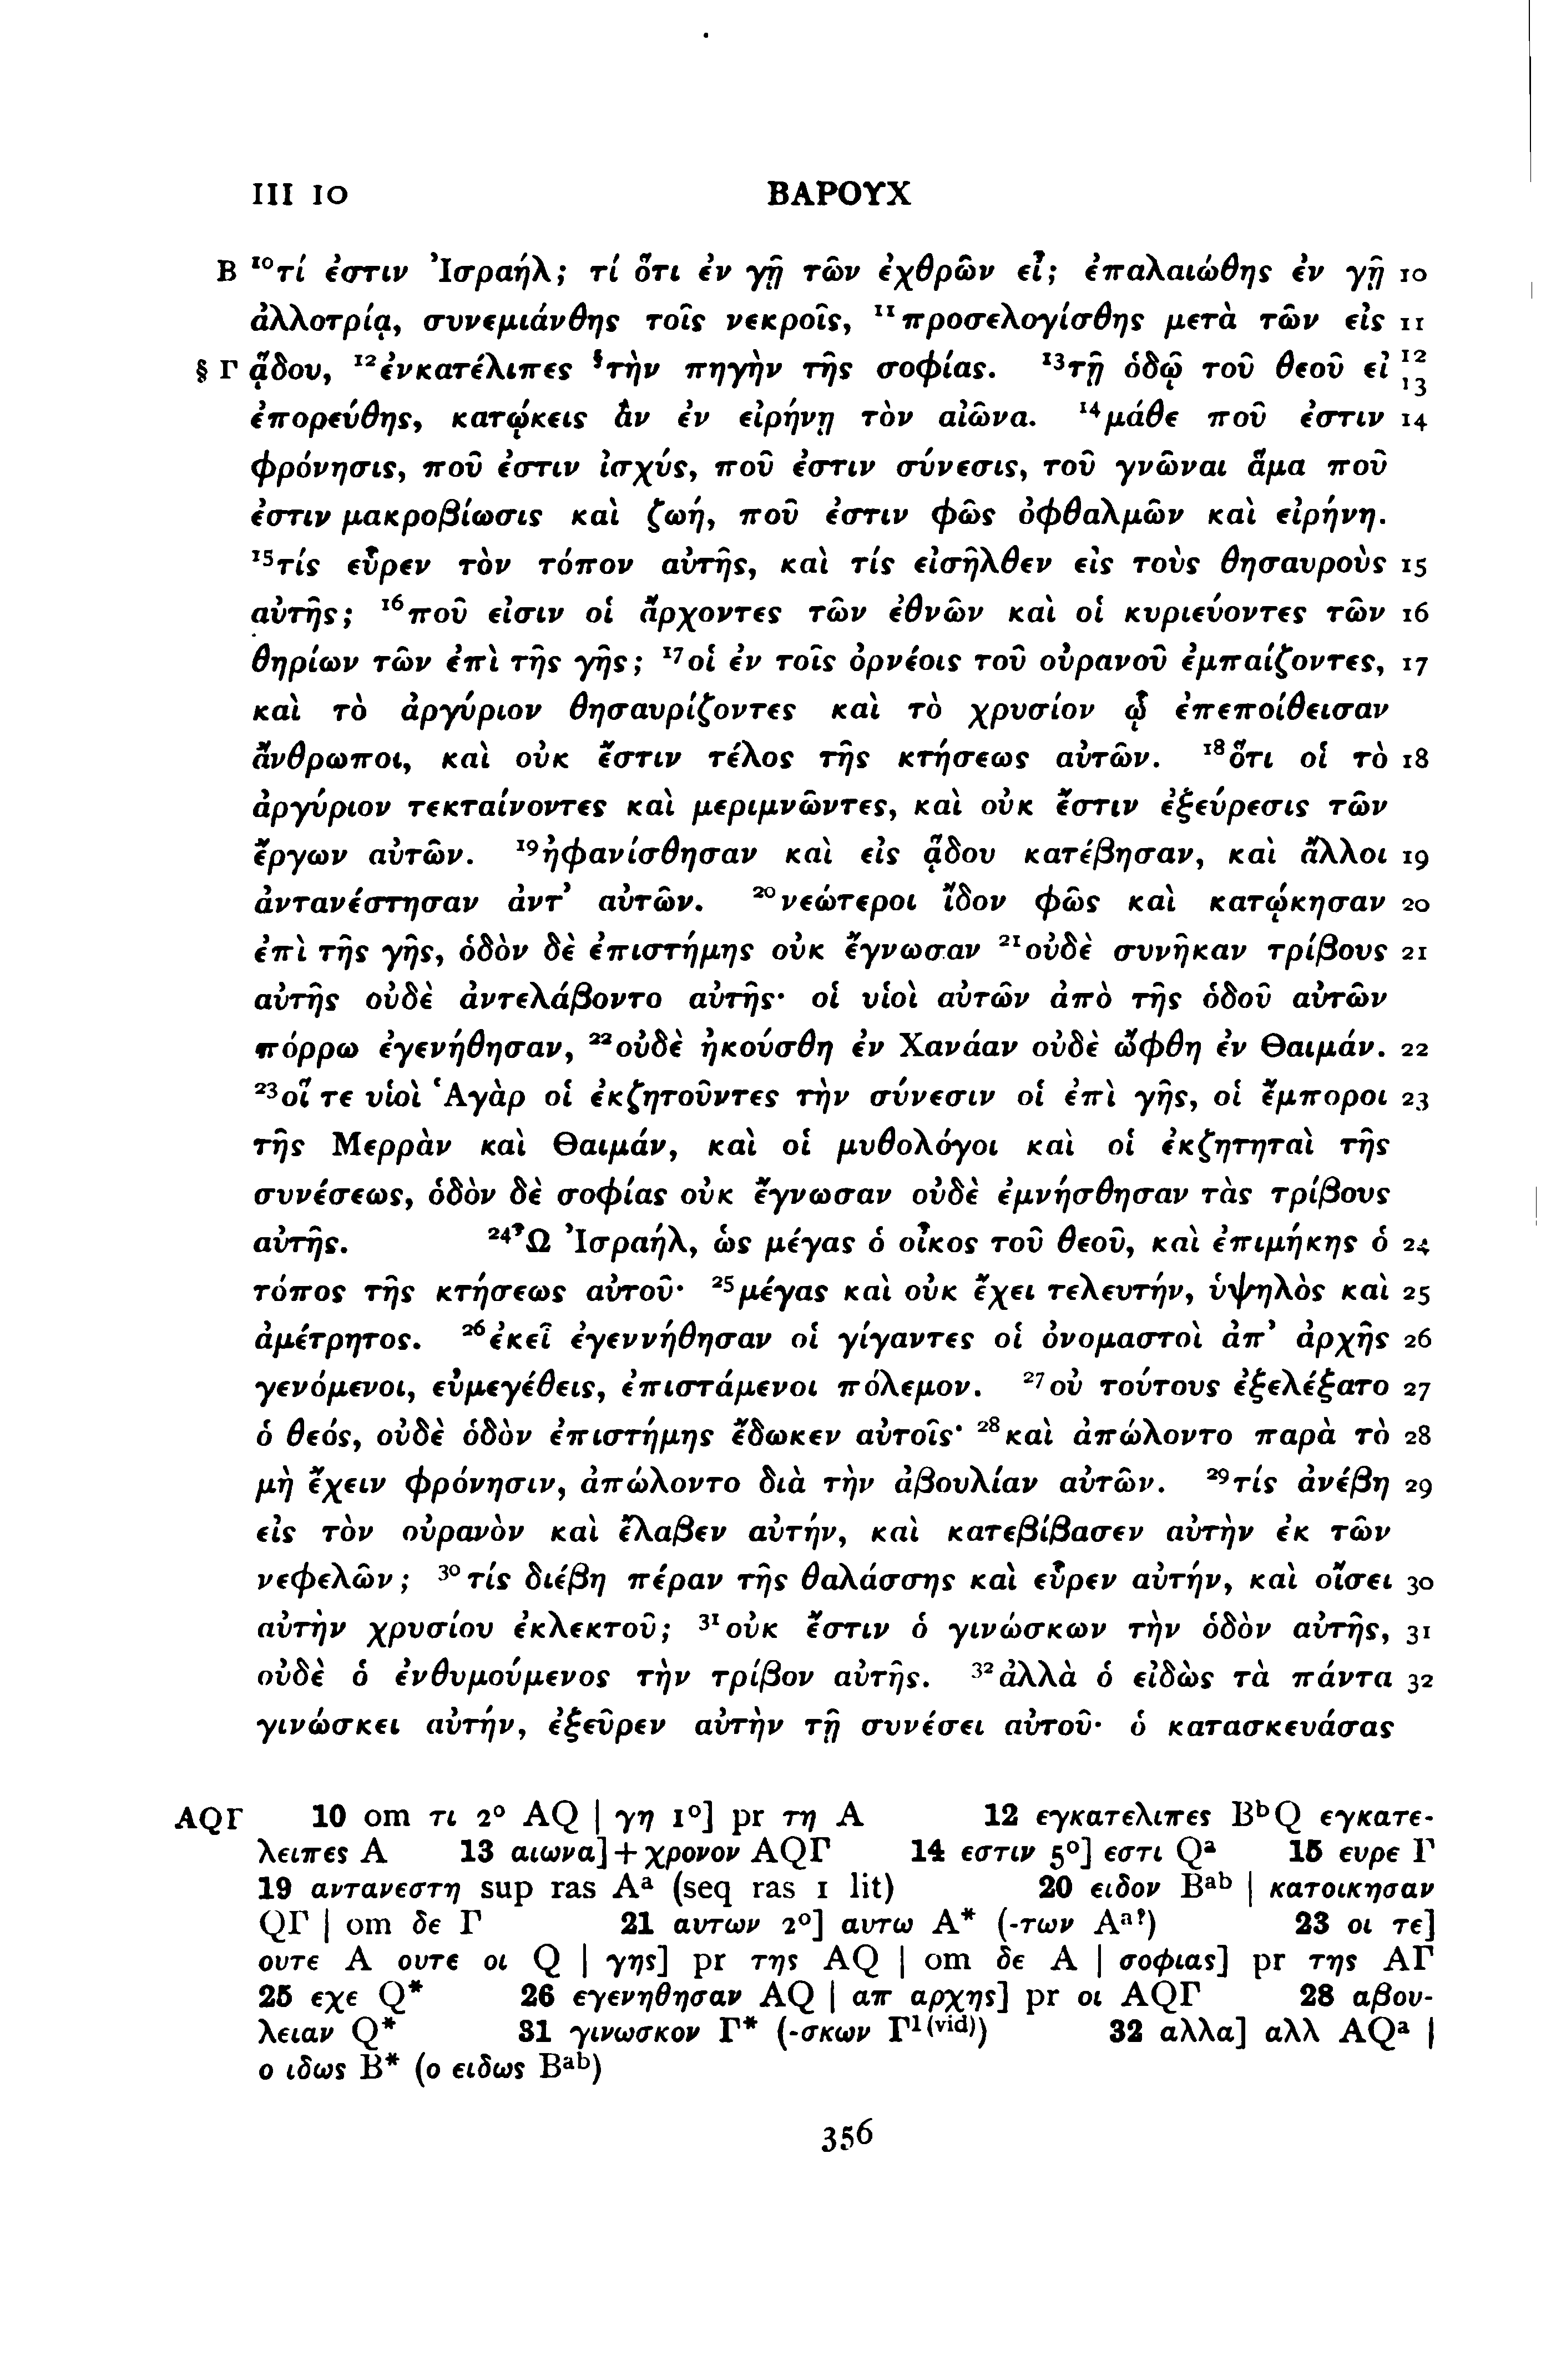 III 10 ΒΑΡΟΥΧ
B ¹⁰τί ἐστιν Ἰσραήλ; τί ὅτι ἐν γῇ τῶν ἐχθρῶν εἶ; ἐπαλαιώθης ἐν γῇ 10
ἀλλοτρίᾳ, συνεμιάνθης τοῖς νεκροῖς, ¹¹προσελογίσθης μετὰ τῶν εἰς 11
§ Γ ᾅδου, ¹²ἐνκατέλιπες §τὴν πηγὴν τῆς σοφίας. ¹³τῇ ὁδῷ τοῦ θεοῦ εἰ 12 13
ἐπορεύθης, κατῴκεις ἂν ἐν εἰρήνῃ τὸν αἰῶνα. ¹⁴μάθε ποῦ ἐστιν 14
φρόνησις, ποῦ ἐστιν ἰσχύς, ποῦ ἐστιν σύνεσις, τοῦ γνῶναι ἅμα ποῦ
ἐστιν μακροβίωσις καὶ ζωή, ποῦ ἐστιν φῶς ὀφθαλμῶν καὶ εἰρήνη.
¹⁵τίς εὗρεν τὸν τόπον αὐτῆς, καὶ τίς εἰσῆλθεν εἰς τοὺς θησαυροὺς 15
αὐτῆς; ¹⁶ποῦ εἰσιν οἱ ἄρχοντες τῶν ἐθνῶν καὶ οἱ κυριεύοντες τῶν 16
θηρίων τῶν ἐπὶ τῆς γῆς; ¹⁷οἱ ἐν τοῖς ὀρνέοις τοῦ οὐρανοῦ ἐμπαίζοντες, 17
καὶ τὸ ἀργύριον θησαυρίζοντες καὶ τὸ χρυσίον ᾧ ἐπεποίθεισαν
ἄνθρωποι, καὶ οὐκ ἔστιν τέλος τῆς κτήσεως αὐτῶν. ¹⁸ὅτι οἱ τὸ 18
ἀργύριον τεκταίνοντες καὶ μεριμνῶντες, καὶ οὐκ ἔστιν ἐξεύρεσις τῶν
ἔργων αὐτῶν. ¹⁹ἠφανίσθησαν καὶ εἰς ᾅδου κατέβησαν, καὶ ἄλλοι 19
ἀντανέστησαν ἀντ’ αὐτῶν. ²⁰νεώτεροι ἴδον φῶς καὶ κατῴκησαν 20
ἐπὶ τῆς γῆς, ὁδὸν δὲ ἐπιστήμης οὐκ ἔγνωσαν ²¹οὐδὲ συνῆκαν τρίβους 21
αὐτῆς οὐδὲ ἀντελάβοντο αὐτῆς· οἱ υἱοὶ αὐτῶν ἀπὸ τῆς ὁδοῦ αὐτῶν
πόρρω ἐγενήθησαν, ²²οὐδὲ ἠκούσθη ἐν Χανάαν οὐδὲ ὤφθη ἐν Θαιμάν. 22
²³οἵ τε υἱοὶ Ἁγὰρ οἱ ἐκζητοῦντες τὴν σύνεσιν οἱ ἐπὶ γῆς, οἱ ἔμποροι 23
τῆς Μερρὰν καὶ Θαιμάν, καὶ οἱ μυθολόγοι καὶ οἱ ἐκζητηταὶ τῆς
συνέσεως, ὁδὸν δὲ σοφίας οὐκ ἔγνωσαν οὐδὲ ἐμνήσθησαν τὰς τρίβους
αὐτῆς. ²⁴Ὦ Ἰσραήλ, ὡς μέγας ὁ οἶκος τοῦ θεοῦ, καὶ ἐπιμήκης ὁ 24
τόπος τῆς κτήσεως αὐτοῦ· ²⁵μέγας καὶ οὐκ ἔχει τελευτήν, ὑψηλὸς καὶ 25
ἀμέτρητος. ²⁶ἐκεῖ ἐγεννήθησαν οἱ γίγαντες οἱ ὀνομαστοὶ ἀπ’ ἀρχῆς 26
γενόμενοι, εὐμεγέθεις, ἐπιστάμενοι πόλεμον. ²⁷οὐ τούτους ἐξελέξατο 27
ὁ θεός, οὐδὲ ὁδὸν ἐπιστήμης ἔδωκεν αὐτοῖς· ²⁸καὶ ἀπώλοντο παρὰ τὸ 28
μὴ ἔχειν φρόνησιν, ἀπώλοντο διὰ τὴν ἀβουλίαν αὐτῶν. ²⁹τίς ἀνέβη 29
εἰς τὸν οὐρανὸν καὶ ἔλαβεν αὐτήν, καὶ κατεβίβασεν αὐτὴν ἐκ τῶν
νεφελῶν; ³⁰τίς διέβη πέραν τῆς θαλάσσης καὶ εὗρεν αὐτήν, καὶ οἴσει 30
αὐτὴν χρυσίου ἐκλεκτοῦ; ³¹οὐκ ἔστιν ὁ γινώσκων τὴν ὁδὸν αὐτῆς, 31
οὐδὲ ὁ ἐνθυμούμενος τὴν τρίβον αὐτῆς. ³²ἀλλὰ ὁ εἰδὼς τὰ πάντα 32
γινώσκει αὐτήν, ἐξεῦρεν αὐτὴν τῇ συνέσει αὐτοῦ· ὁ κατασκευάσας
AQΓ 10 om τι 2º AQ | γη 1º] pr τη A 12 εγκατελιπες BᵇQ εγκατε-
λειπες A 13 αιωνα]+χρονον AQΓ 14 εστιν 5º] εστι Qᵃ 15 ευρε Γ
19 αντανεστη sup ras Aᵃ (seq ras 1 lit) 20 ειδον Bᵃᵇ | κατοικησαν
QΓ | om δε Γ 21 αυτων 2º] αυτω A* (-των Aᵃ?) 23 οι τε]
ουτε A ουτε οι Q | γης] pr της AQ | om δε A | σοφιας] pr της AΓ
25 εχε Q* 26 εγενηθησαν AQ | απ αρχης] pr οι AQΓ 28 αβου-
λειαν Q* 31 γινωσκον Γ* (-σκων Γ¹⁽ᵛⁱᵈ⁾) 32 αλλα] αλλ AQᵃ |
ο ιδως B* (ο ειδως Bᵃᵇ)
356